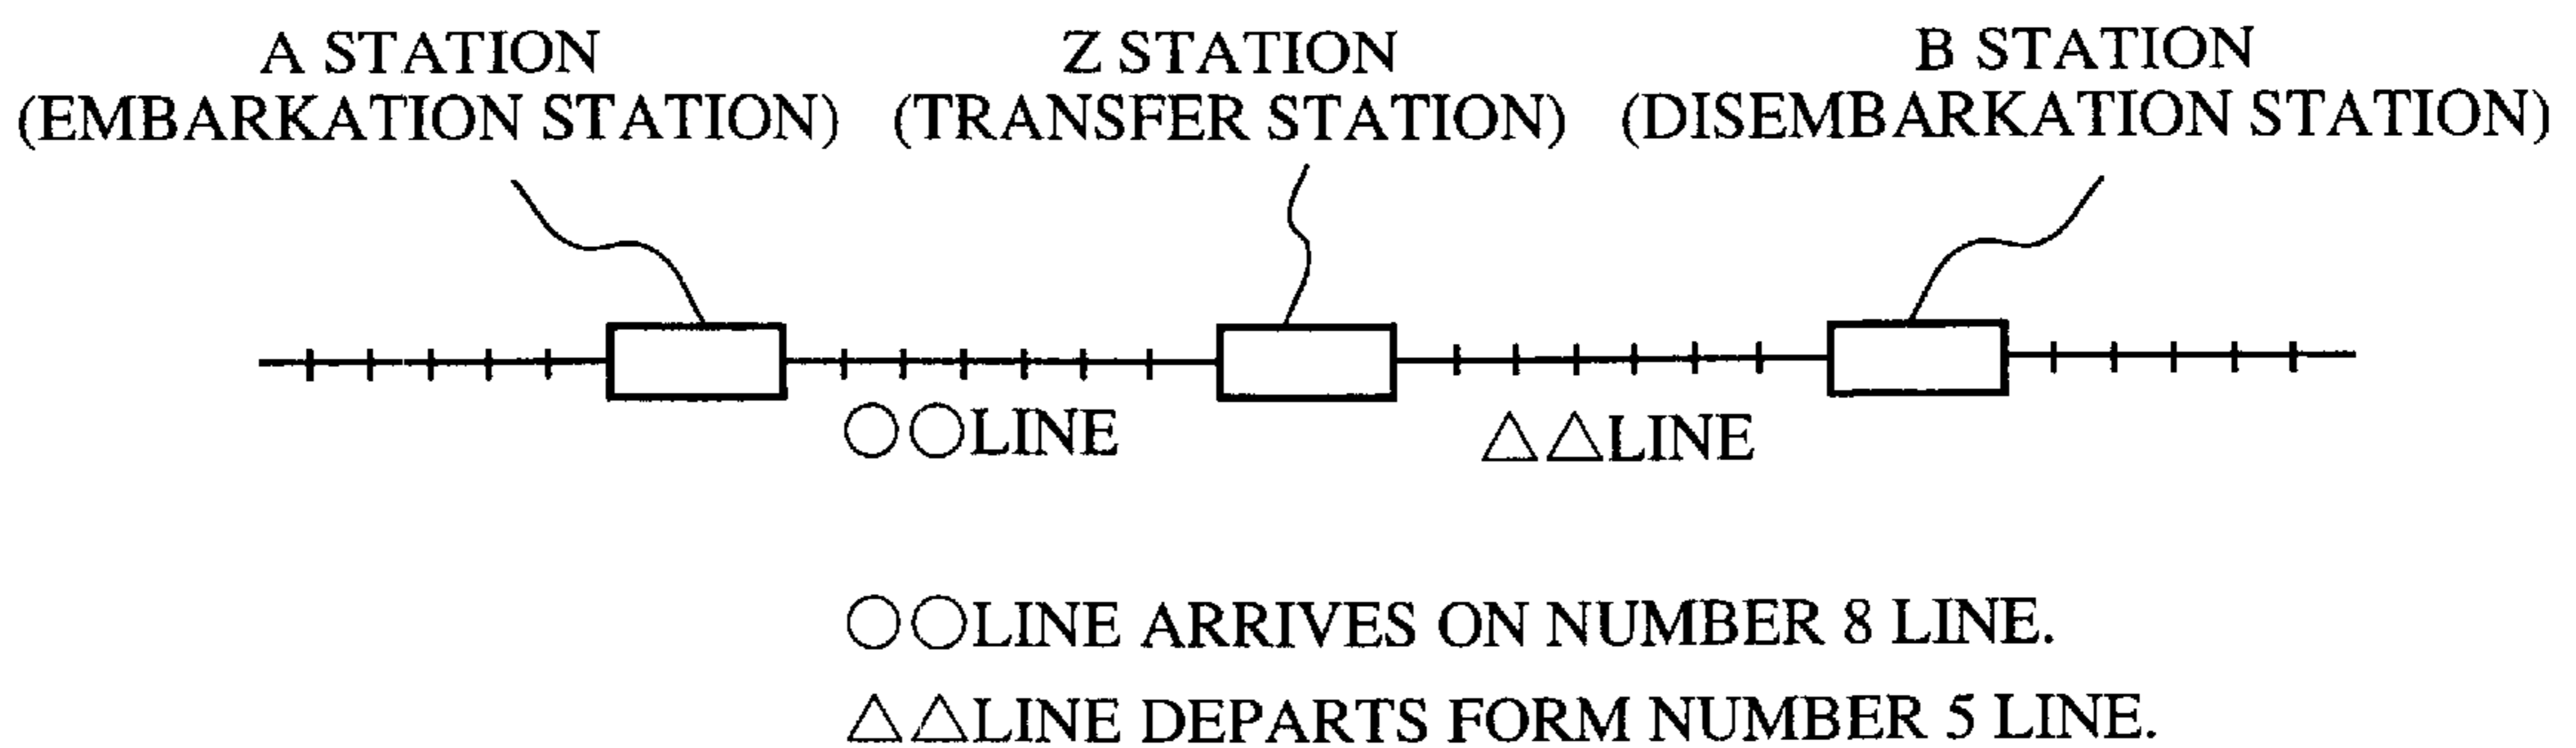 A STATION
(EMBARKATION STATION)
Z STATION
(TRANSFER STATION)
B STATION
(DISEMBARKATION STATION)
○○LINE
△△LINE
○○LINE ARRIVES ON NUMBER 8 LINE.
△△LINE DEPARTS FORM NUMBER 5 LINE.